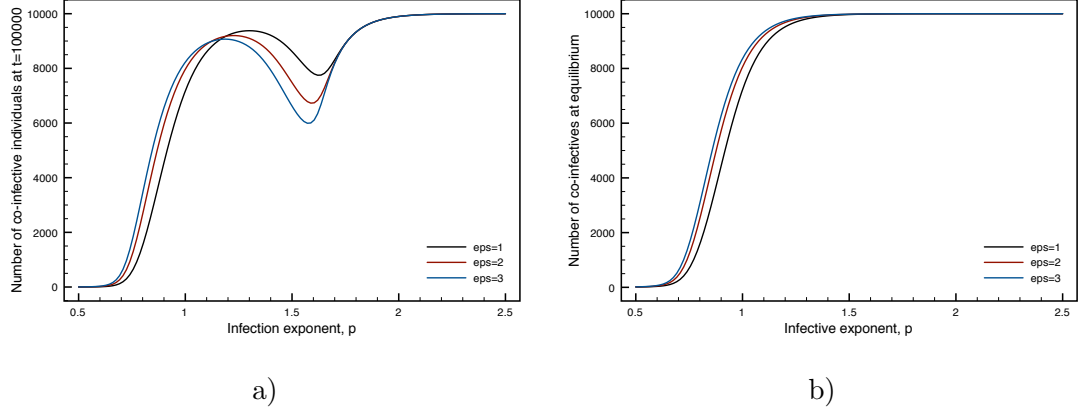 Number of co-infective individuals at t=100000
10000
8000
6000
4000
2000
0
0.5 1 1.5 2 2.5
Infection exponent, p
eps=1
eps=2
eps=3
a)
Number of co-infectives at equilibrium
10000
8000
6000
4000
2000
0
0.5 1 1.5 2 2.5
Infective exponent, p
eps=1
eps=2
eps=3
b)